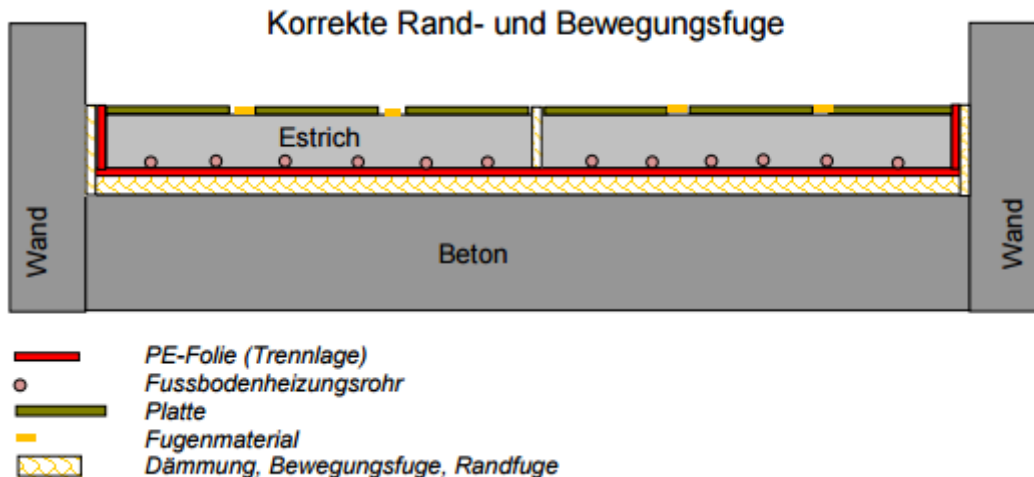 Korrekte Rand- und Bewegungsfuge
Estrich
Wand
Beton
Wand
PE-Folie (Trennlage)
Fussbodenheizungsrohr
Platte
Fugenmaterial
Dämmung, Bewegungsfuge, Randfuge